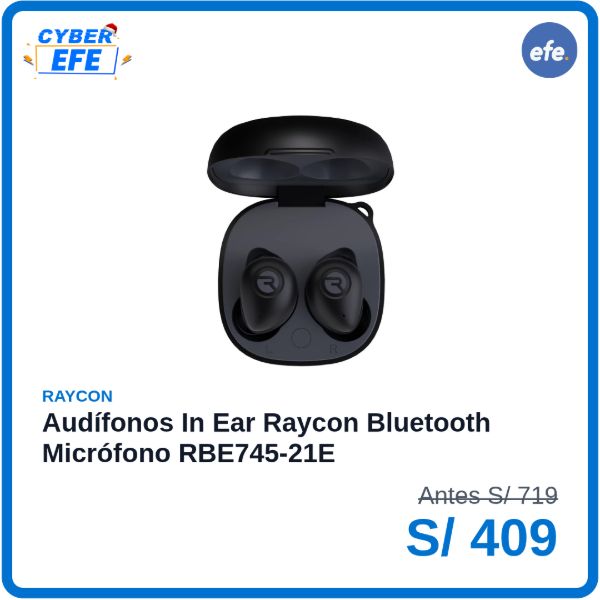 CYBER
EFE
efe.
L R
RAYCON
Audífonos In Ear Raycon Bluetooth
Micrófono RBE745-21E
Antes S/ 719
S/ 409